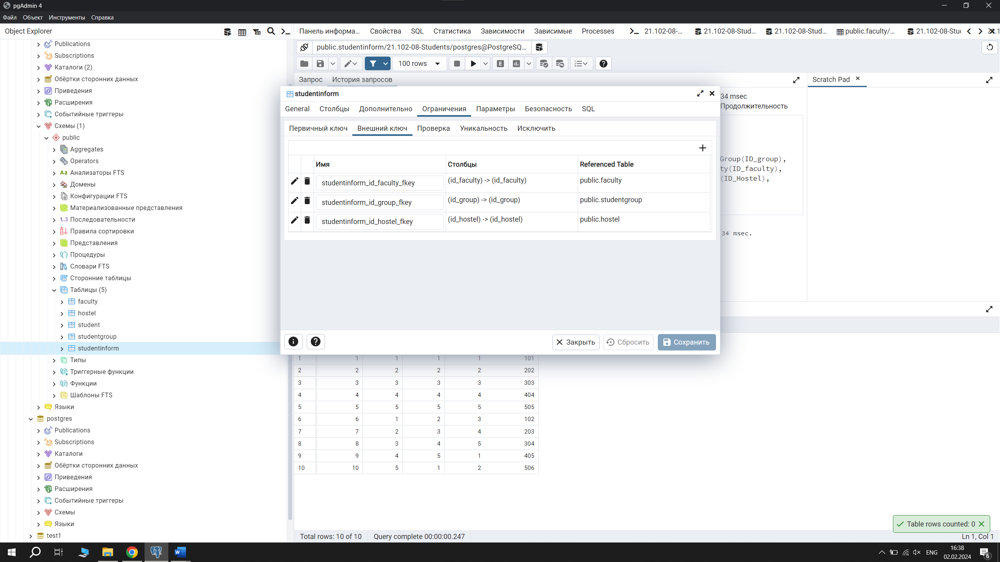 pgAdmin 4
Файл Объект Инструменты Справка
Object Explorer
Publications
Subscriptions
Каталоги (2)
Обёртки сторонних данных
Приведения
Расширения
Событийные триггеры
Схемы (1)
public
Aggregates
Operators
Aa Анализаторы FTS
Домены
Конфигурации FTS
Материализованные представления
1..3 Последовательности
Правила сортировки
Представления
Процедуры
Словари FTS
Сторонние таблицы
Таблицы (5)
faculty
hostel
student
studentgroup
studentinform
Типы
Триггерные функции
Функции
Шаблоны FTS
Языки
postgres
Publications
Subscriptions
Каталоги
Обёртки сторонних данных
Приведения
Расширения
Событийные триггеры
Схемы
Языки
test1
Панель информа... Свойства SQL Статистика Зависимости Зависимые Processes 21.102-08-... 21.102-08-Stud... 21.102-08-Stud... public.faculty/... 21.102-08-Stu
public.studentinform/21.102-08-Students/postgres@PostgreSQ...
100 rows
E
Запрос История запросов
Scratch Pad
34 msec
Продолжительность
Group(ID_group),
ty(ID_faculty),
(ID_Hostel),
34 msec.
studentinform
General Столбцы Дополнительно Ограничения Параметры Безопасность SQL
Первичный ключ Внешний ключ Проверка Уникальность Исключить
Имя Столбцы Referenced Table
studentinform_id_faculty_fkey (id_faculty) -> (id_faculty) public.faculty
studentinform_id_group_fkey (id_group) -> (id_group) public.studentgroup
studentinform_id_hostel_fkey (id_hostel) -> (id_hostel) public.hostel
Закрыть Сбросить Сохранить
1 1 1 1 1 101
2 2 2 2 2 202
3 3 3 3 3 303
4 4 4 4 4 404
5 5 5 5 5 505
6 6 1 2 3 102
7 7 2 3 4 203
8 8 3 4 5 304
9 9 4 5 1 405
10 10 5 1 2 506
Table rows counted: 0
Total rows: 10 of 10 Query complete 00:00:00.247 Ln 1, Col 1
ENG
16:38
02.02.2024
6